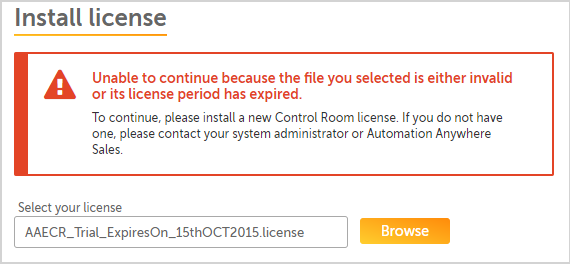 Install license
Unable to continue because the file you selected is either invalid
or its license period has expired.
To continue, please install a new Control Room license. If you do not have
one, please contact your system administrator or Automation Anywhere
Sales.
Select your license
AAECR_Trial_ExpiresOn_15thOCT2015.license
Browse